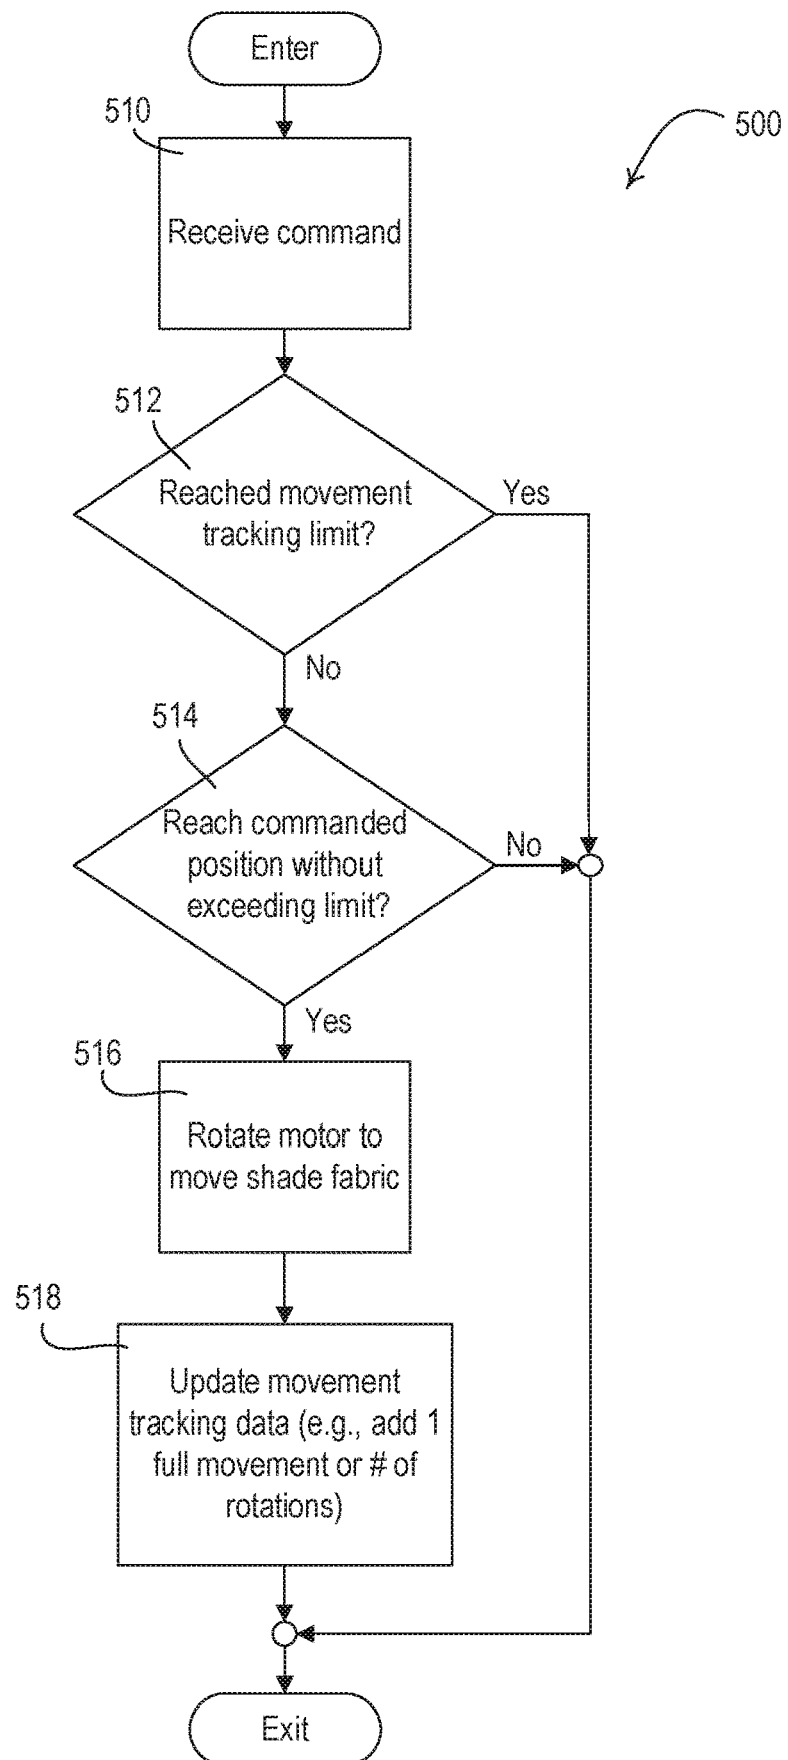 Enter
510
500
Receive command
512
Reached movement
tracking limit?
Yes
No
514
Reach commanded
position without
exceeding limit?
No
Yes
516
Rotate motor to
move shade fabric
518
Update movement
tracking data (e.g., add 1
full movement or # of
rotations)
Exit